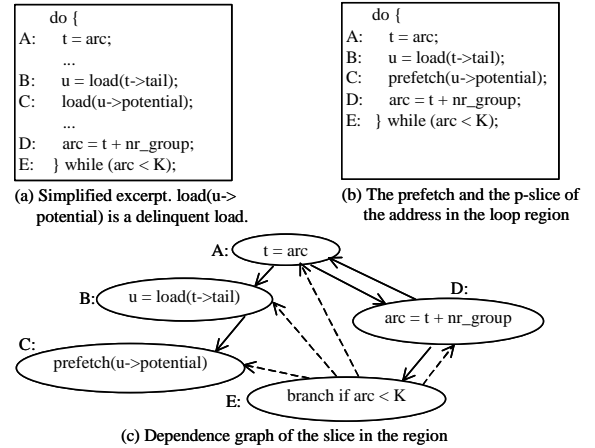 do {
A: t = arc;
...
B: u = load(t->tail);
C: load(u->potential);
...
D: arc = t + nr_group;
E: } while (arc < K);
(a) Simplified excerpt. load(u->
potential) is a delinquent load.
do {
A: t = arc;
B: u = load(t->tail);
C: prefetch(u->potential);
D: arc = t + nr_group;
E: } while (arc < K);
(b) The prefetch and the p-slice of
the address in the loop region
A: t = arc
D:
B: u = load(t->tail)
arc = t + nr_group
C:
prefetch(u->potential)
E: branch if arc < K
(c) Dependence graph of the slice in the region